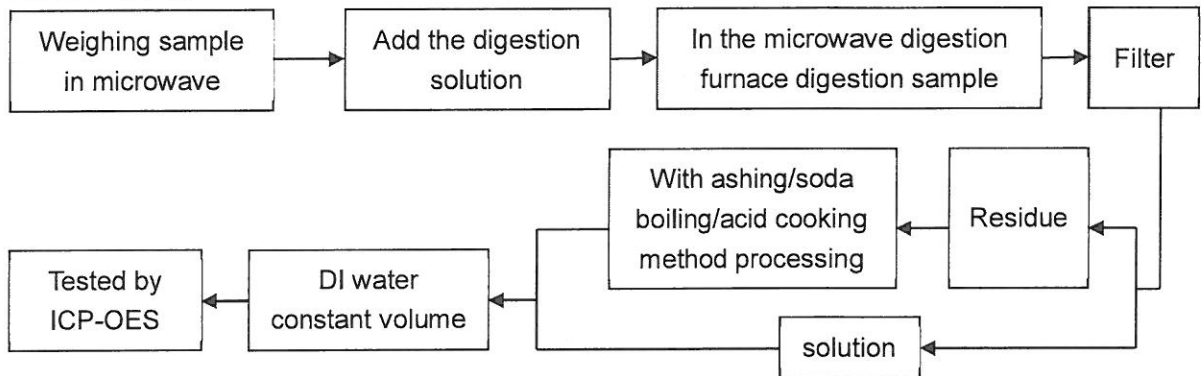 Weighing sample
in microwave
Add the digestion
solution
In the microwave digestion
furnace digestion sample
Filter
With ashing/soda
boiling/acid cooking
method processing
Residue
Tested by
ICP-OES
DI water
constant volume
solution